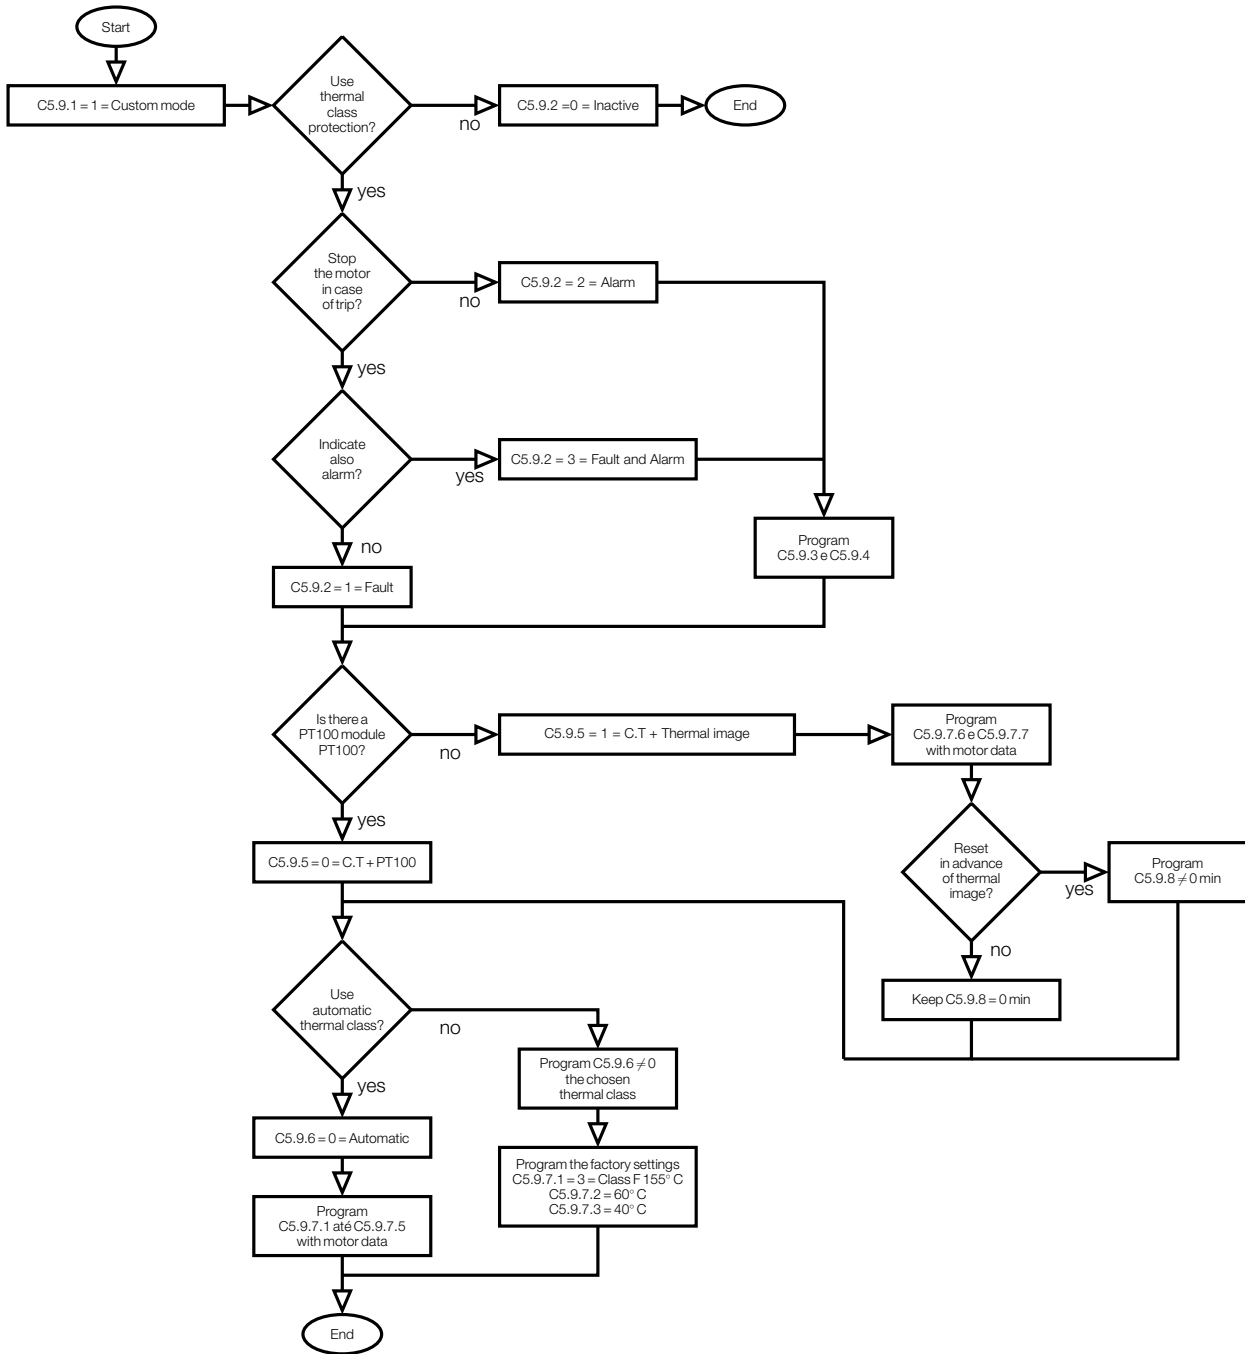 Start
C5.9.1 = 1 = Custom mode
Use
thermal
class
protection?
no
C5.9.2 =0 = Inactive
End
yes
Stop
the motor
in case
of trip?
no
C5.9.2 = 2 = Alarm
yes
Indicate
also
alarm?
yes
C5.9.2 = 3 = Fault and Alarm
no
Program
C5.9.3 e C5.9.4
C5.9.2 = 1 = Fault
Is there a
PT100 module
PT100?
no
C5.9.5 = 1 = C.T + Thermal image
Program
C5.9.7.6 e C5.9.7.7
with motor data
yes
C5.9.5 = 0 = C.T + PT100
Reset
in advance
of thermal
image?
yes
Program
C5.9.8 ≠ 0 min
no
Keep C5.9.8 = 0 min
Use
automatic
thermal class?
no
Program C5.9.6 ≠ 0
the chosen
thermal class
yes
C5.9.6 = 0 = Automatic
Program the factory settings
C5.9.7.1 = 3 = Class F 155° C
C5.9.7.2 = 60° C
C5.9.7.3 = 40° C
Program
C5.9.7.1 até C5.9.7.5
with motor data
End